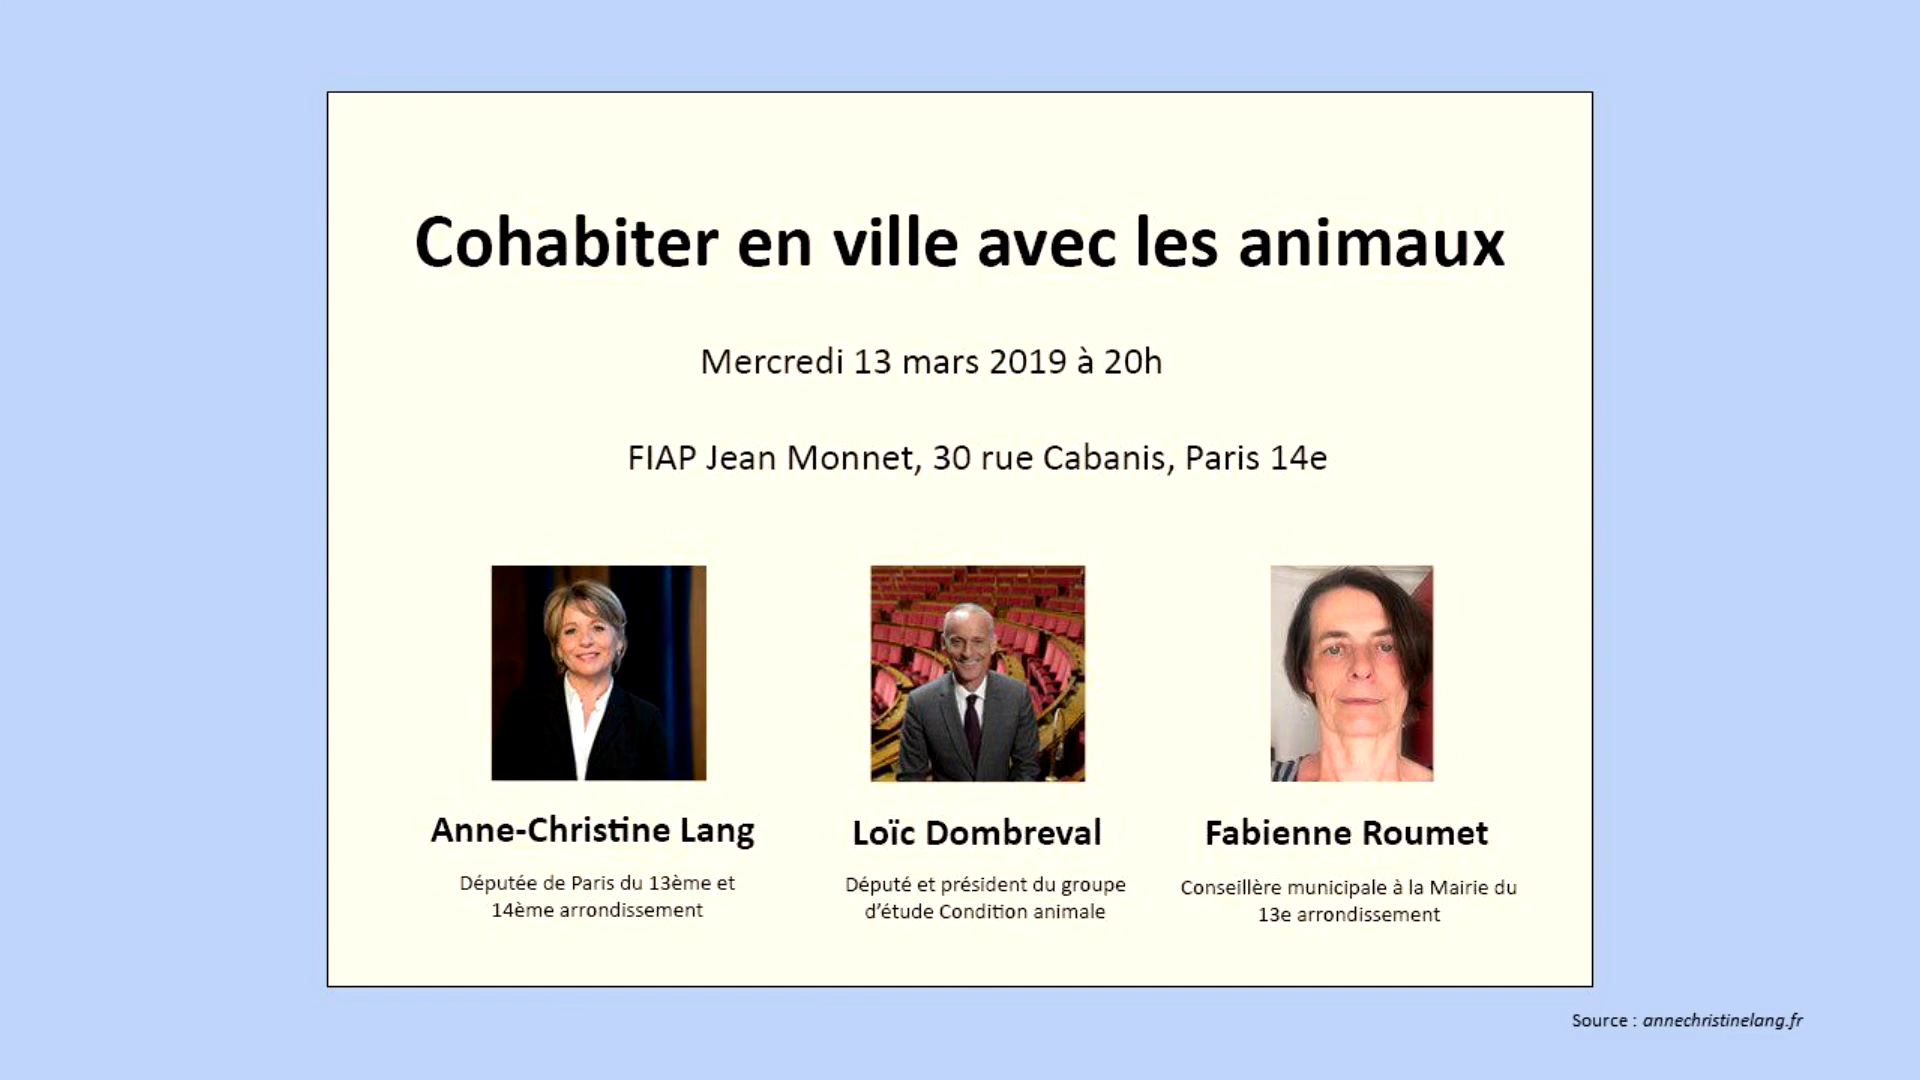 Cohabiter en ville avec les animaux
Mercredi 13 mars 2019 à 20h
FIAP Jean Monnet, 30 rue Cabanis, Paris 14e
Anne-Christine Lang
Députée de Paris du 13ème et
14ème arrondissement
Loïc Dombreval
Député et président du groupe
d’étude Condition animale
Fabienne Roumet
Conseillère municipale à la Mairie du
13e arrondissement
Source : annechristinelang.fr